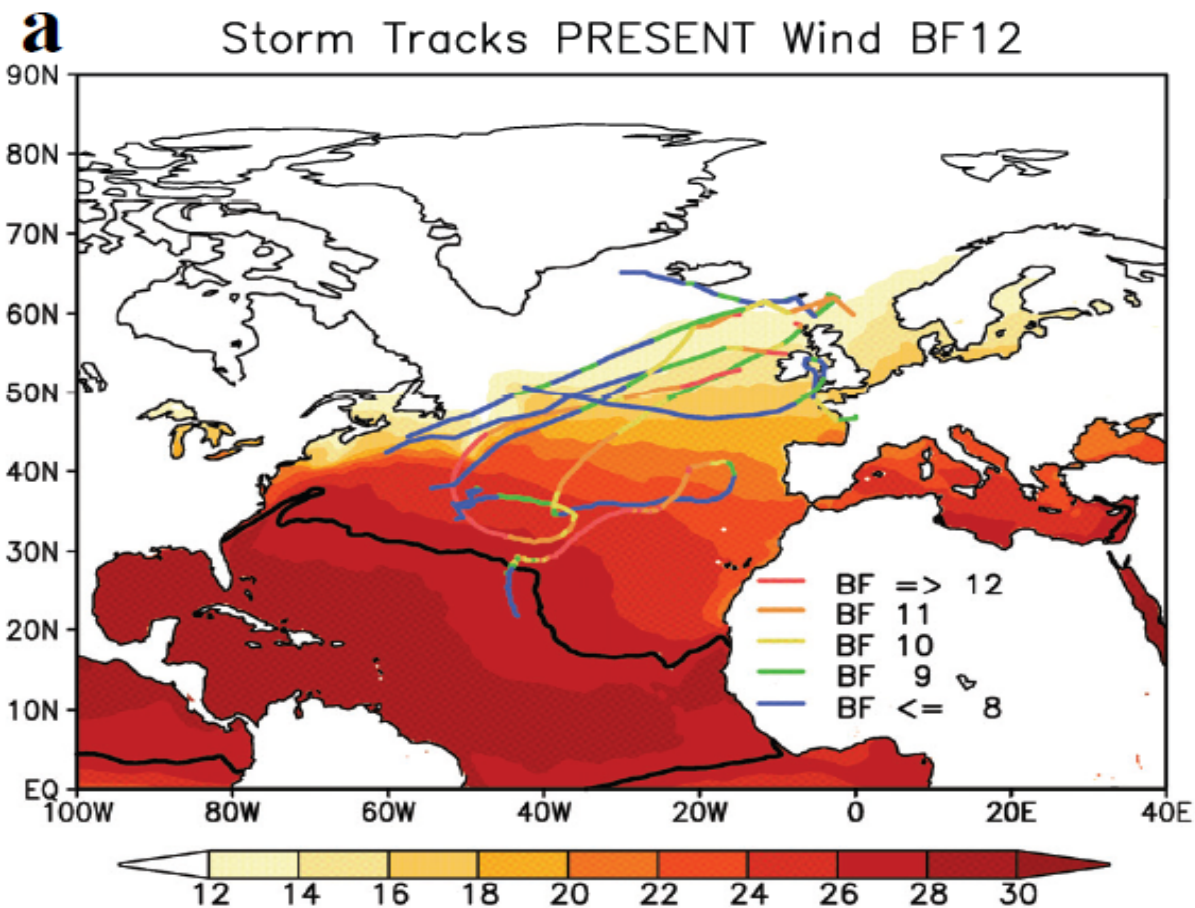 a Storm Tracks PRESENT Wind BF12
90N
80N
70N
60N
50N
40N
30N
20N
10N
EQ
BF => 12
BF 11
BF 10
BF 9
BF <= 8
100W 80W 60W 40W 20W 0 20E 40E
12 14 16 18 20 22 24 26 28 30